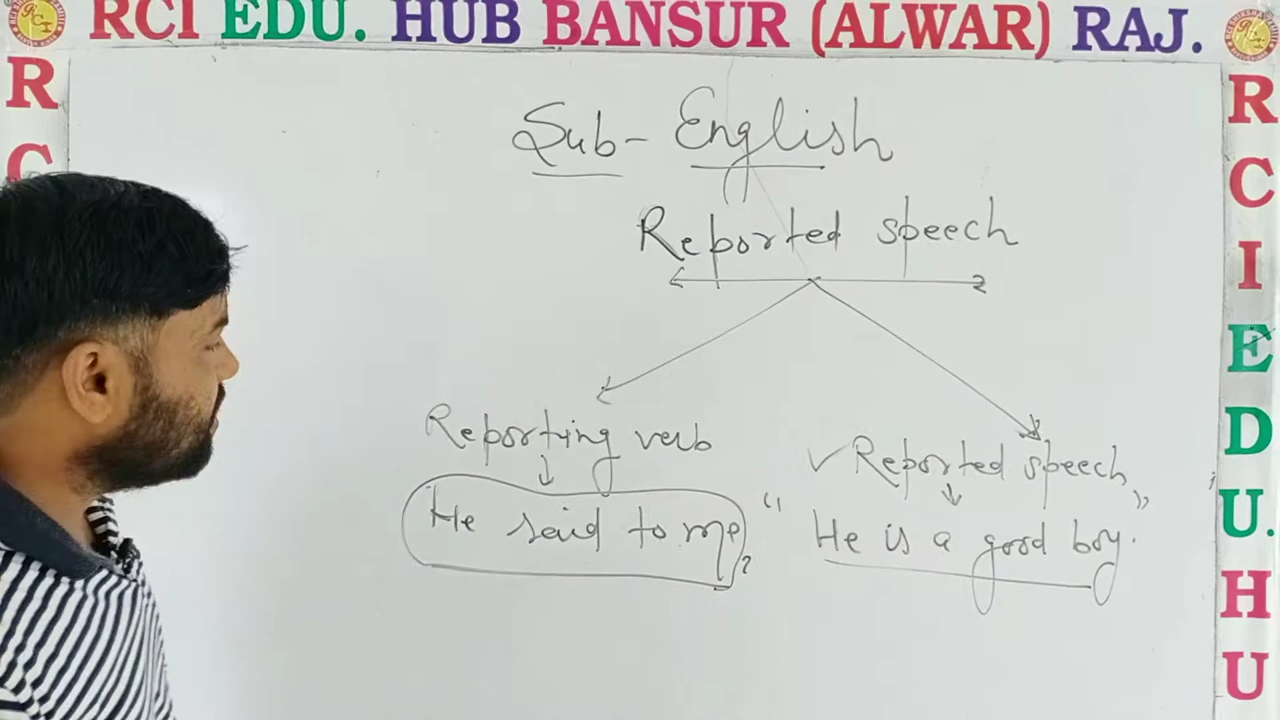 RCI EDU. HUB BANSUR (ALWAR) RAJ.
R
C
R
C
I
E
D
U.
H
U
Sub- English
Reported speech
Reporting verb
✓ Reported speech
He said to me, " He is a good boy. "